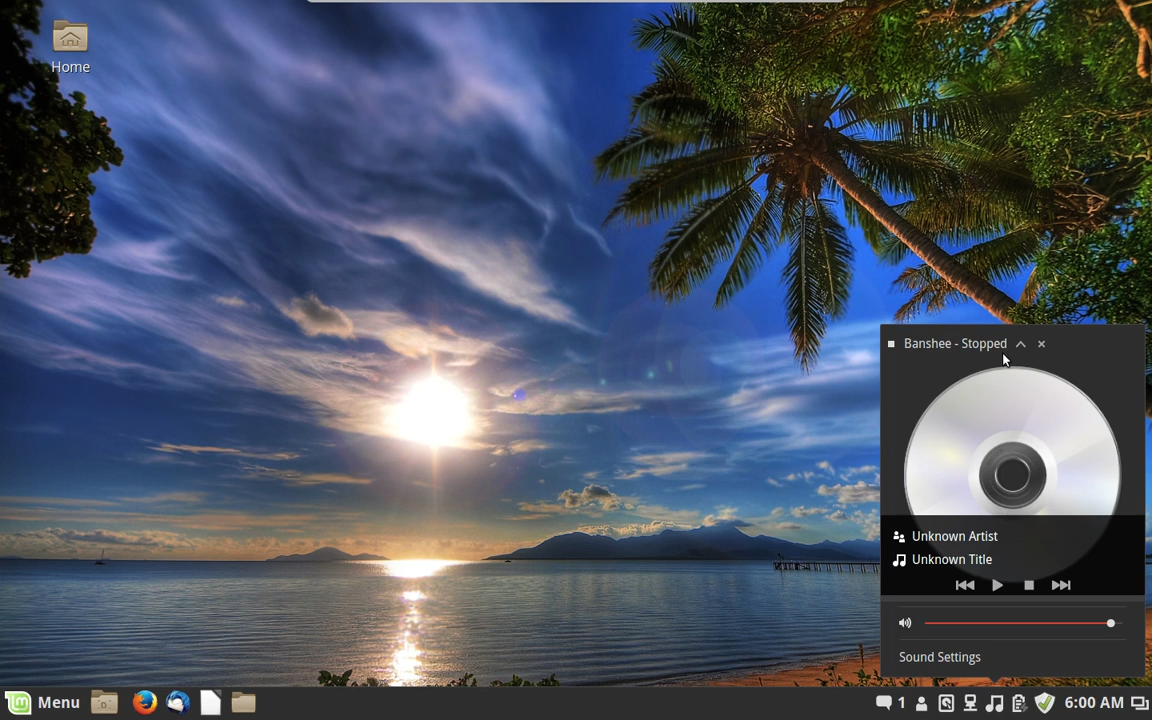 Home
Banshee - Stopped
Unknown Artist
Unknown Title
Sound Settings
Menu
1
6:00 AM